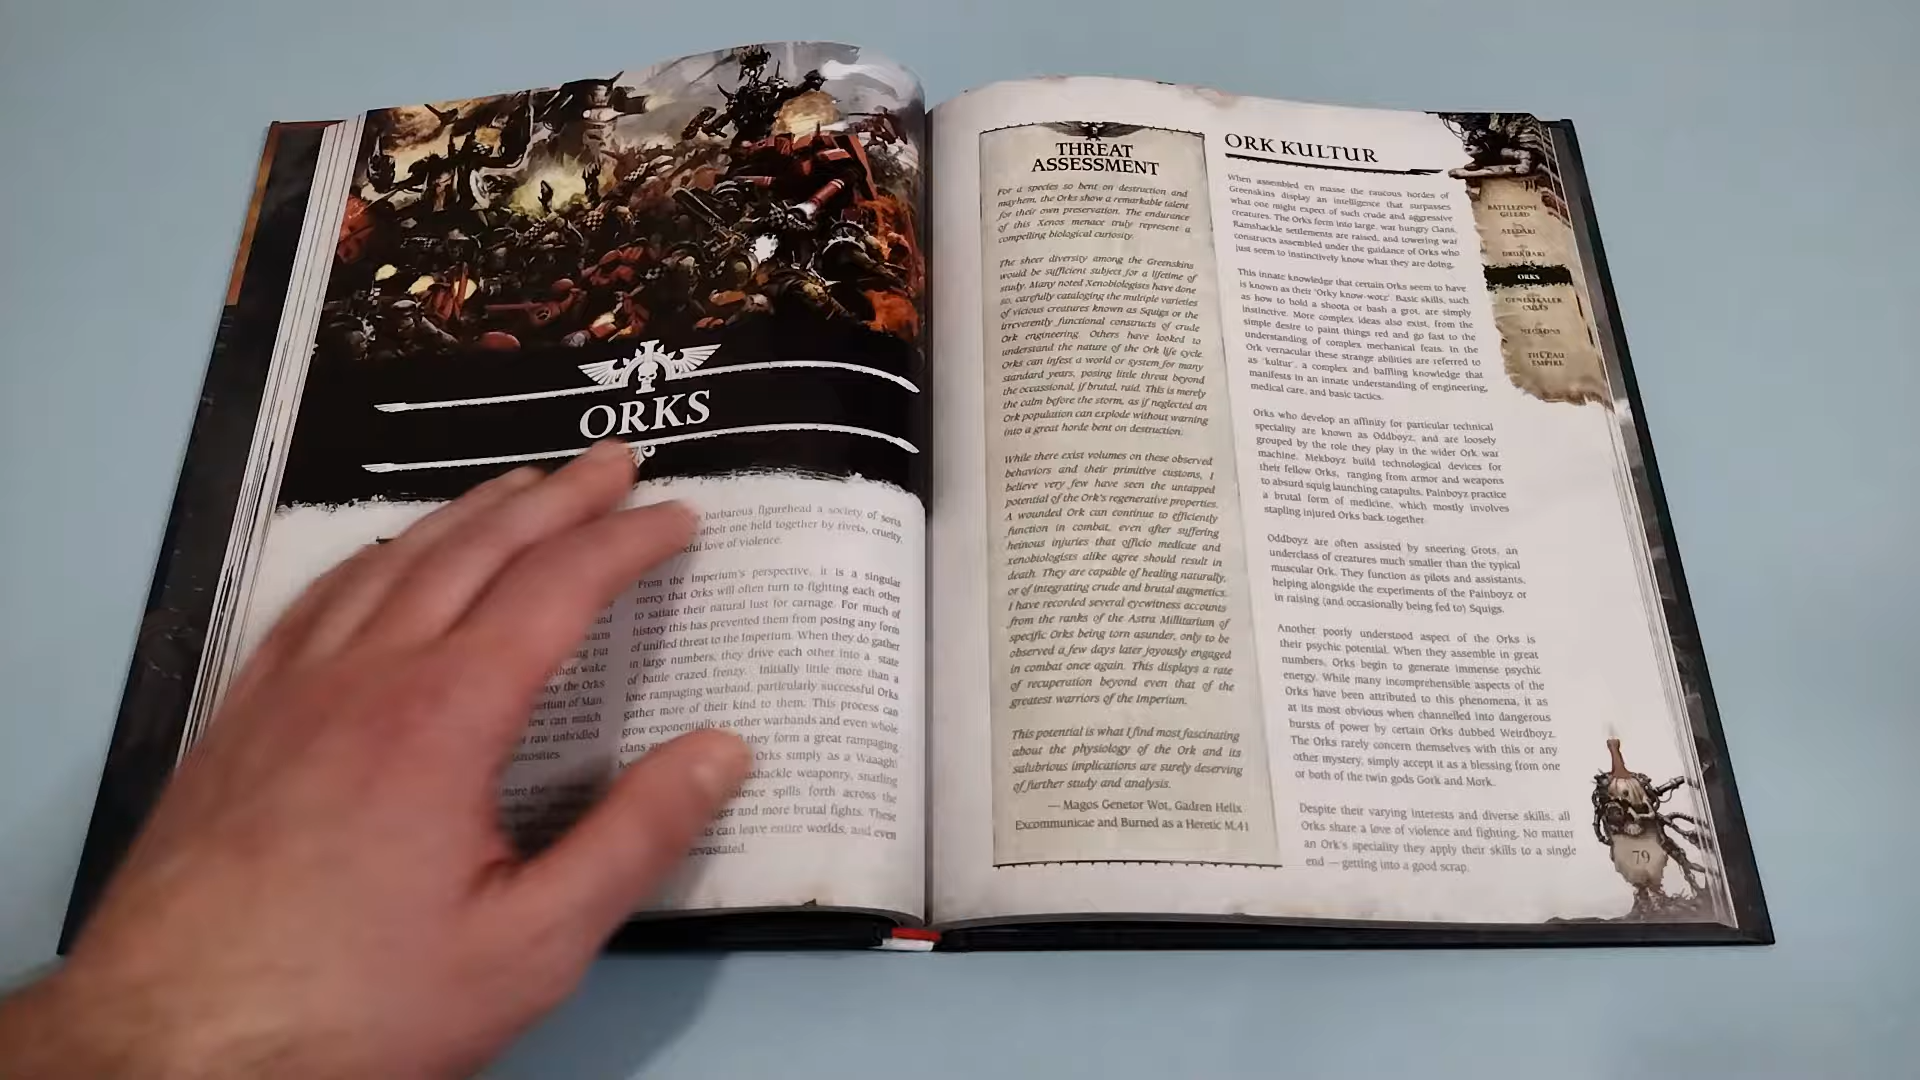 ORKS
barbarous figurehead a society of sorts
albeit one held together by rivets, cruelty,
love of violence.
From the Imperium's perspective, it is a singular
mercy that Orks will often turn to fighting each other
to satiate their natural lust for carnage. For much of
history this has prevented them from posing any form
of unified threat to the Imperium. When they do gather
in large numbers, they drive each other into a state
of battle crazed frenzy. Initially little more than a
lone rampaging warband, particularly successful Orks
gather more of their kind to them. This process can
grow exponentially as other warbands and even whole
clans they form a great rampaging
Orks simply as a Waaagh!
weaponry, snarling
spills forth across the
and more brutal fights. These
can leave entire worlds, and even
and
but
their wake
the Orks
of Man.
can match
raw unbridled
more the
THREAT
ASSESSMENT
For a species so bent on destruction and
mayhem, the Orks show a remarkable talent
for their own preservation. The endurance
of this Xenos menace truly represent a
compelling biological curiosity.
The sheer diversity among the Greenskins
would be sufficient subject for a lifetime of
study. Many noted Xenobiologists have done
so, carefully cataloging the multiple varieties
of vicious creatures known as Squigs or the
irreverently functional constructs of crude
Ork engineering. Others have looked to
understand the nature of the Ork life cycle.
Orks can infest a world or system for many
standard years, posing little threat beyond
the occassional, if brutal, raid. This is merely
the calm before the storm, as if neglected an
Ork population can explode without warning
into a great horde bent on destruction.
While there exist volumes on these observed
behaviors and their primitive customs, I
believe very few have seen the untapped
potential of the Ork's regenerative properties.
A wounded Ork can continue to efficiently
function in combat, even after suffering
heinous injuries that officio medicae and
xenobiologists alike agree should result in
death. They are capable of healing naturally,
or of integrating crude and brutal augmetics.
I have recorded several eyewitness accounts
from the ranks of the Astra Millitarium of
specific Orks being torn asunder, only to be
observed a few days later joyously engaged
in combat once again. This displays a rate
of recuperation beyond even that of the
greatest warriors of the Imperium.
This potential is what I find most fascinating
about the physiology of the Ork and its
salubrious implications are surely deserving
of further study and analysis.
— Magos Genetor Wot, Gadren Helix
Excommunicae and Burned as a Heretic M.41
ORK KULTUR
When assembled en masse the raucous hordes of
Greenskins display an intelligence that surpasses
what one might expect of such crude and aggressive
creatures. The Orks form into large, war hungry Clans.
Ramshackle settlements are raised, and towering war
constructs assembled under the guidance of Orks who
just seem to instinctively know what they are doing.
This innate knowledge that certain Orks seem to have
is known as their 'Orky know-wotz'. Basic skills, such
as how to hold a shoota or bash a grot, are simply
instinctive. More complex ideas also exist, from the
simple desire to paint things red and go fast to the
understanding of complex mechanical feats. In the
Ork vernacular these strange abilities are referred to
as 'kultur', a complex and baffling knowledge that
manifests in an innate understanding of engineering,
medical care, and basic tactics.
Orks who develop an affinity for particular technical
speciality are known as Oddboyz, and are loosely
grouped by the role they play in the wider Ork war
machine. Mekboyz build technological devices for
their fellow Orks, ranging from armor and weapons
to absurd squig launching catapults. Painboyz practice
a brutal form of medicine, which mostly involves
stapling injured Orks back together.
Oddboyz are often assisted by sneering Grots, an
underclass of creatures much smaller than the typical
muscular Ork. They function as pilots and assistants,
helping alongside the experiments of the Painboyz or
in raising (and occasionally being fed to) Squigs.
Another poorly understood aspect of the Orks is
their psychic potential. When they assemble in great
numbers, Orks begin to generate immense psychic
energy. While many incomprehensible aspects of the
Orks have been attributed to this phenomena, it as
at its most obvious when channelled into dangerous
bursts of power by certain Orks dubbed Weirdboyz.
The Orks rarely concern themselves with this or any
other mystery, simply accept it as a blessing from one
or both of the twin gods Gork and Mork.
Despite their varying interests and diverse skills, all
Orks share a love of violence and fighting. No matter
an Ork's speciality they apply their skills to a single
end — getting into a good scrap.
BATTLEZONE:
GILEAD
AELDARI
DRUKHARI
ORKS
GENESTEALER
CULTS
NECRONS
THE T'AU
EMPIRE
79